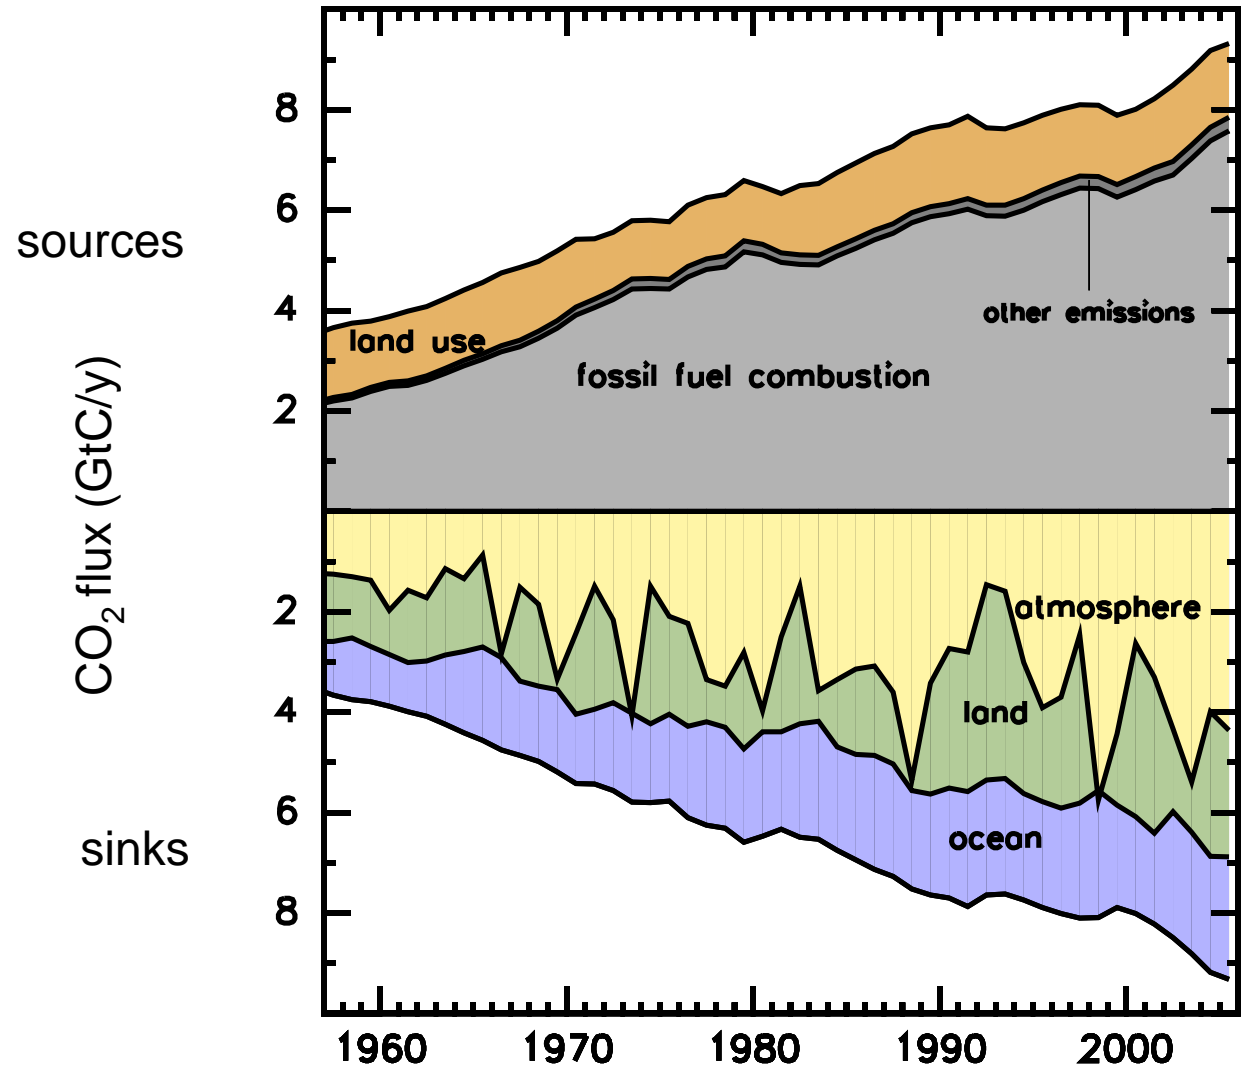 8
6
sources
4
other emissions
land use
fossil fuel combustion
2
CO2 flux (GtC/y)
2
atmosphere
4
land
6
ocean
sinks
8
1960 1970 1980 1990 2000